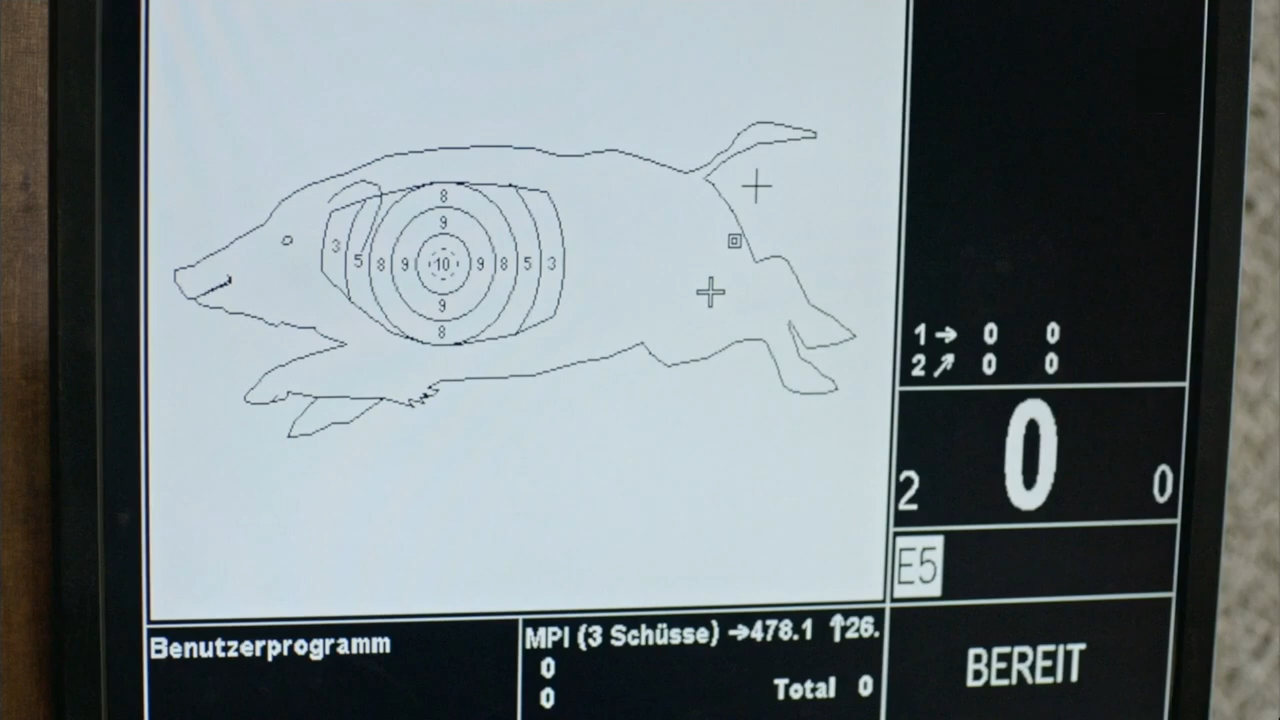 8
9
3 5 8 9 10 9 8 5 3
9
8
1 → 0 0
2 ↗ 0 0
2 0 0
E5
Benutzerprogramm
MPI (3 Schüsse) →478.1 ↑26.
0
0 Total 0
BEREIT